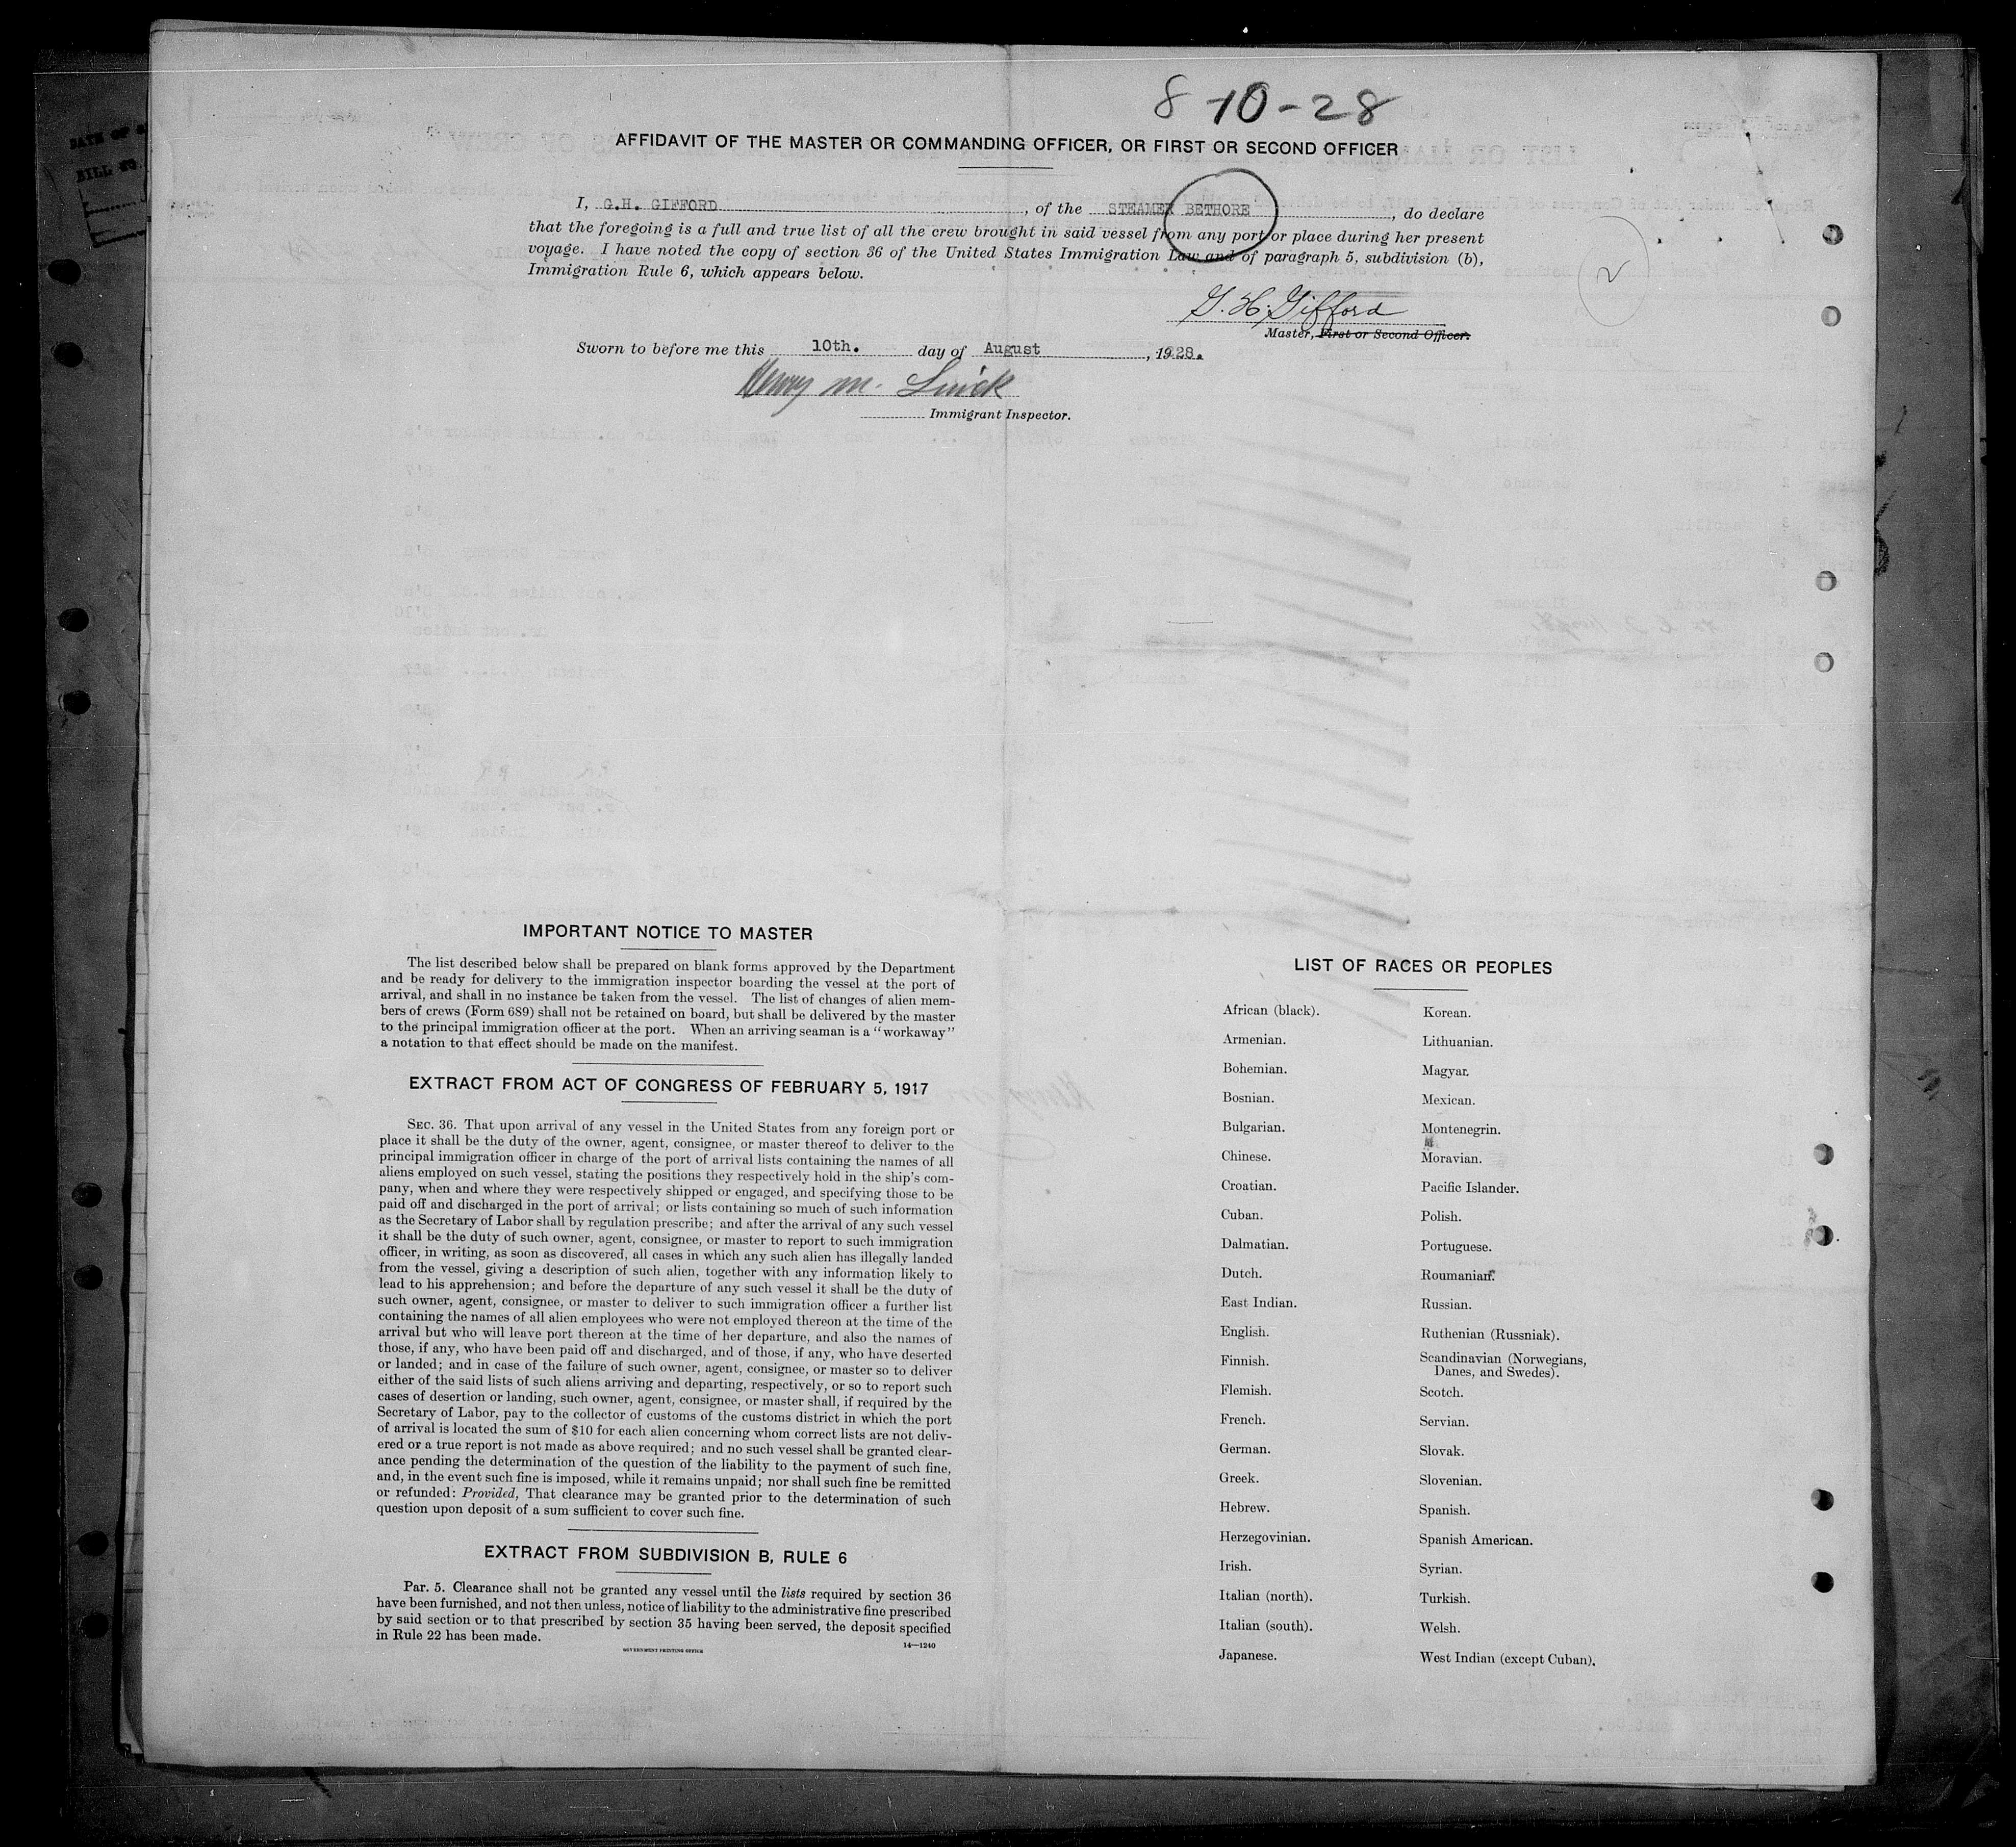 8-10-28
AFFIDAVIT OF THE MASTER OR COMMANDING OFFICER, OR FIRST OR SECOND OFFICER
I, G.H. GIFFORD, of the STEAMER BETHORE, do declare
that the foregoing is a full and true list of all the crew brought in said vessel from any port or place during her present
voyage. I have noted the copy of section 36 of the United States Immigration Law and of paragraph 5, subdivision (b),
Immigration Rule 6, which appears below.
2
G. H. Gifford
Master, First or Second Officer.
Sworn to before me this 10th. day of August, 1928.
Henry M.
Immigrant Inspector.
IMPORTANT NOTICE TO MASTER
The list described below shall be prepared on blank forms approved by the Department
and be ready for delivery to the immigration inspector boarding the vessel at the port of
arrival, and shall in no instance be taken from the vessel. The list of changes of alien mem-
bers of crews (Form 689) shall not be retained on board, but shall be delivered by the master
to the principal immigration officer at the port. When an arriving seaman is a "workaway"
a notation to that effect should be made on the manifest.
EXTRACT FROM ACT OF CONGRESS OF FEBRUARY 5, 1917
SEC. 36. That upon arrival of any vessel in the United States from any foreign port or
place it shall be the duty of the owner, agent, consignee, or master thereof to deliver to the
principal immigration officer in charge of the port of arrival lists containing the names of all
aliens employed on such vessel, stating the positions they respectively hold in the ship's com-
pany, when and where they were respectively shipped or engaged, and specifying those to be
paid off and discharged in the port of arrival; or lists containing so much of such information
as the Secretary of Labor shall by regulation prescribe; and after the arrival of any such vessel
it shall be the duty of such owner, agent, consignee, or master to report to such immigration
officer, in writing, as soon as discovered, all cases in which any such alien has illegally landed
from the vessel, giving a description of such alien, together with any information likely to
lead to his apprehension; and before the departure of any such vessel it shall be the duty of
such owner, agent, consignee, or master to deliver to such immigration officer a further list
containing the names of all alien employees who were not employed thereon at the time of the
arrival but who will leave port thereon at the time of her departure, and also the names of
those, if any, who have been paid off and discharged, and of those, if any, who have deserted
or landed; and in case of the failure of such owner, agent, consignee, or master so to deliver
either of the said lists of such aliens arriving and departing, respectively, or so to report such
cases of desertion or landing, such owner, agent, consignee, or master shall, if required by the
Secretary of Labor, pay to the collector of customs of the customs district in which the port
of arrival is located the sum of $10 for each alien concerning whom correct lists are not deliv-
ered or a true report is not made as above required; and no such vessel shall be granted clear-
ance pending the determination of the question of the liability to the payment of such fine,
and, in the event such fine is imposed, while it remains unpaid; nor shall such fine be remitted
or refunded: Provided, That clearance may be granted prior to the determination of such
question upon deposit of a sum sufficient to cover such fine.
EXTRACT FROM SUBDIVISION B, RULE 6
Par. 5. Clearance shall not be granted any vessel until the lists required by section 36
have been furnished, and not then unless, notice of liability to the administrative fine prescribed
by said section or to that prescribed by section 35 having been served, the deposit specified
in Rule 22 has been made.
GOVERNMENT PRINTING OFFICE 14—1240
LIST OF RACES OR PEOPLES
African (black).
Armenian.
Bohemian.
Bosnian.
Bulgarian.
Chinese.
Croatian.
Cuban.
Dalmatian.
Dutch.
East Indian.
English.
Finnish.
Flemish.
French.
German.
Greek.
Hebrew.
Herzegovinian.
Irish.
Italian (north).
Italian (south).
Japanese.
Korean.
Lithuanian.
Magyar.
Mexican.
Montenegrin.
Moravian.
Pacific Islander.
Polish.
Portuguese.
Roumanian.
Russian.
Ruthenian (Russniak).
Scandinavian (Norwegians,
Danes, and Swedes).
Scotch.
Servian.
Slovak.
Slovenian.
Spanish.
Spanish American.
Syrian.
Turkish.
Welsh.
West Indian (except Cuban).